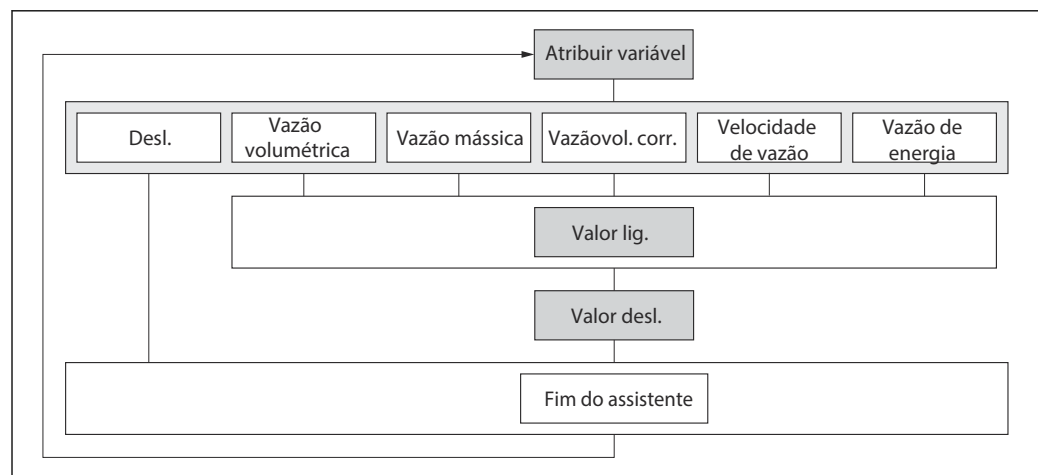 Atribuir variável
Desl.
Vazão
volumétrica
Vazão mássica
Vazãovol. corr.
Velocidade
de vazão
Vazão de
energia
Valor lig.
Valor desl.
Fim do assistente